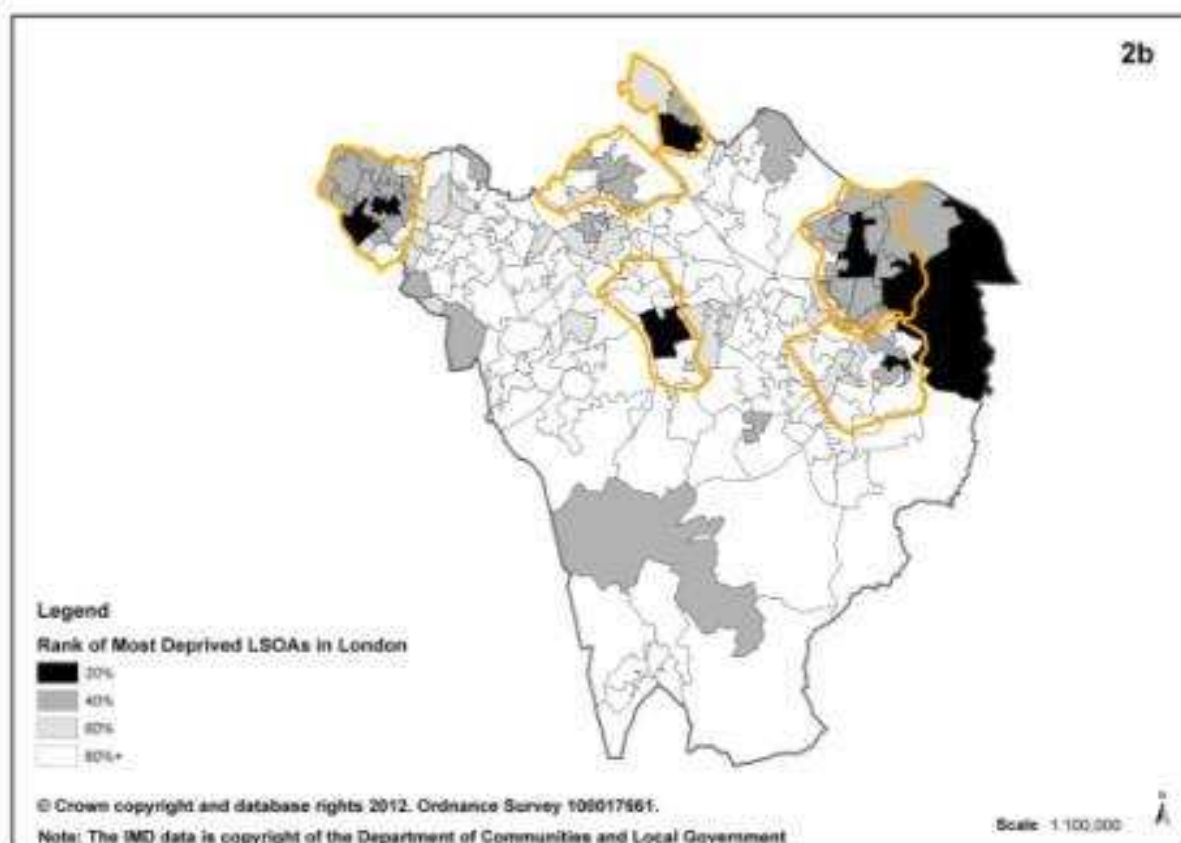 2b
Legend
Rank of Most Deprived LSOAs in London
20%
40%
60%
80%+
© Crown copyright and database rights 2012. Ordnance Survey 100017661.
Note: The IMD data is copyright of the Department of Communities and Local Government
Scale 1:100,000
N